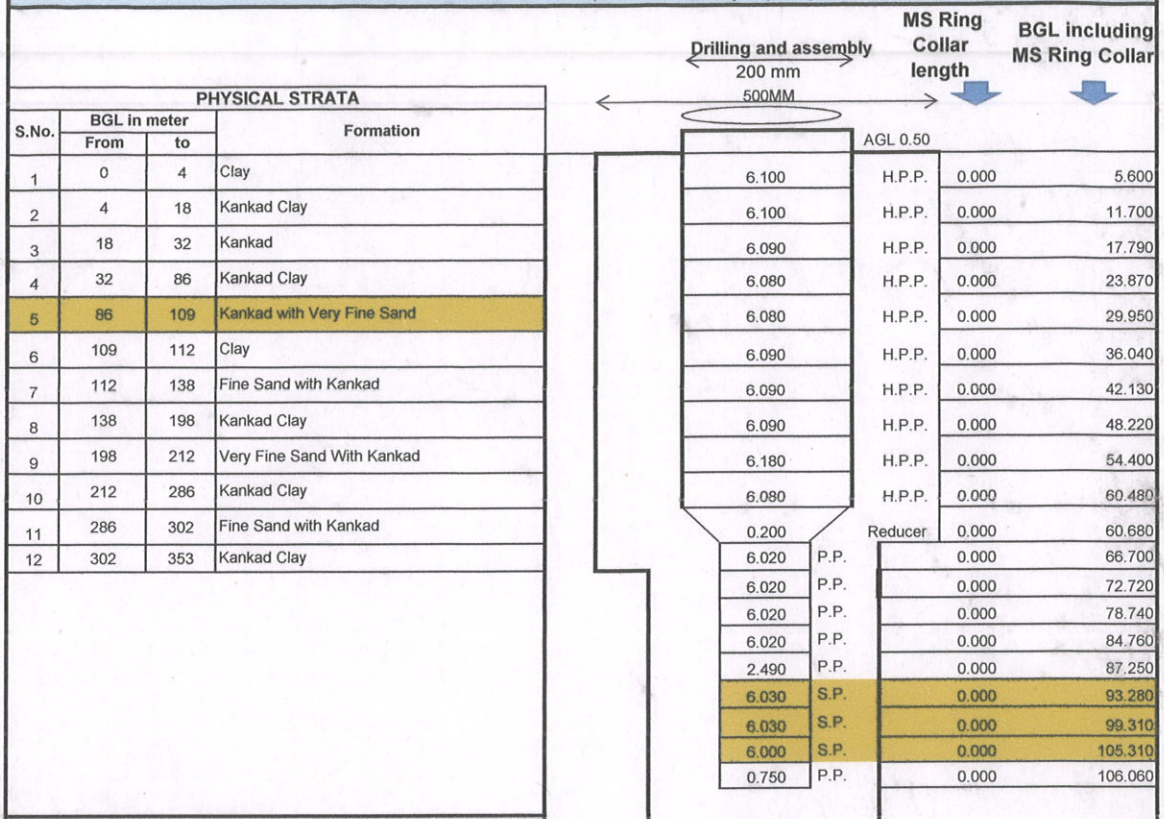 MS Ring
Collar
length
BGL including
MS Ring Collar
Drilling and assembly
200 mm
500MM
PHYSICAL STRATA
S.No. BGL in meter Formation
From to
1 0 4 Clay
2 4 18 Kankad Clay
3 18 32 Kankad
4 32 86 Kankad Clay
5 86 109 Kankad with Very Fine Sand
6 109 112 Clay
7 112 138 Fine Sand with Kankad
8 138 198 Kankad Clay
9 198 212 Very Fine Sand With Kankad
10 212 286 Kankad Clay
11 286 302 Fine Sand with Kankad
12 302 353 Kankad Clay
AGL 0.50
6.100 H.P.P. 0.000 5.600
6.100 H.P.P. 0.000 11.700
6.090 H.P.P. 0.000 17.790
6.080 H.P.P. 0.000 23.870
6.080 H.P.P. 0.000 29.950
6.090 H.P.P. 0.000 36.040
6.090 H.P.P. 0.000 42.130
6.090 H.P.P. 0.000 48.220
6.180 H.P.P. 0.000 54.400
6.080 H.P.P. 0.000 60.480
0.200 Reducer 0.000 60.680
6.020 P.P. 0.000 66.700
6.020 P.P. 0.000 72.720
6.020 P.P. 0.000 78.740
6.020 P.P. 0.000 84.760
2.490 P.P. 0.000 87.250
6.030 S.P. 0.000 93.280
6.030 S.P. 0.000 99.310
6.000 S.P. 0.000 105.310
0.750 P.P. 0.000 106.060